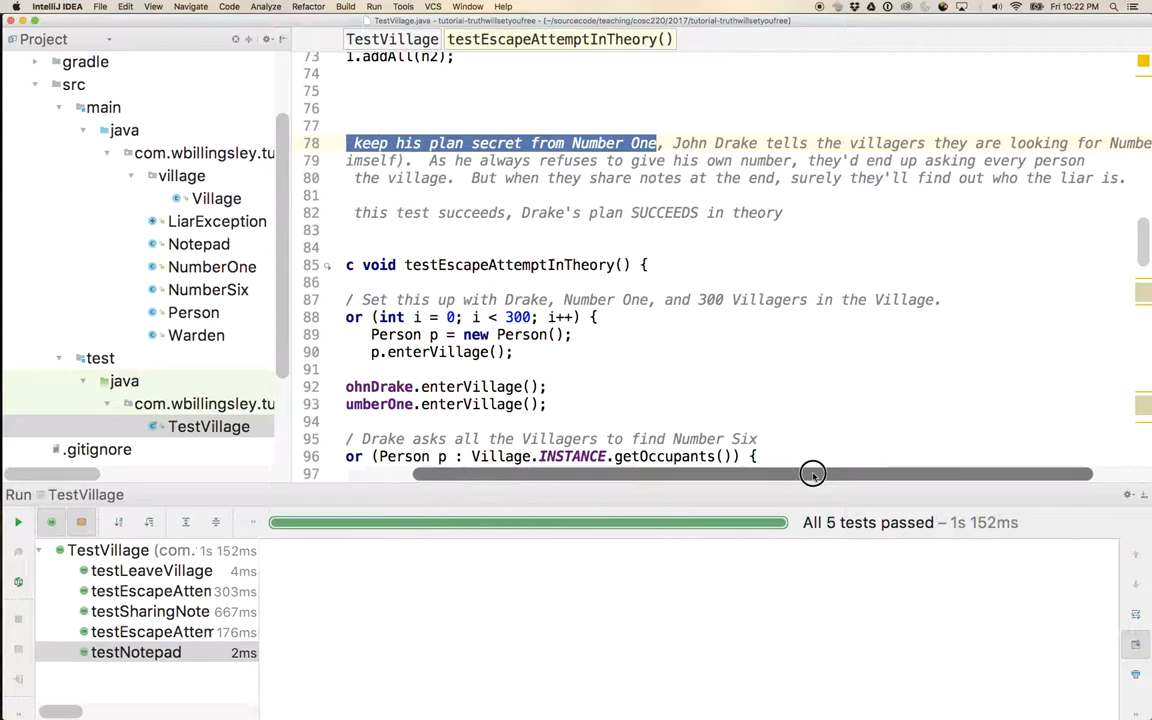 IntelliJ IDEA File Edit View Navigate Code Analyze Refactor Build Run Tools VCS Window Help Fri 10:22 PM
TestVillage.java - tutorial-truthwillsetyoufree - [~/sourcecode/teaching/cosc220/2017/tutorial-truthwillsetyoufree]
Project
TestVillage testEscapeAttemptInTheory()
gradle
src
main
java
com.wbillingsley.tu
village
Village
LiarException
Notepad
NumberOne
NumberSix
Person
Warden
test
java
com.wbillingsley.tu
TestVillage
.gitignore
73 l.addAll(n2);
74
75
76
77
78 keep his plan secret from Number One, John Drake tells the villagers they are looking for Numbe
79 imself). As he always refuses to give his own number, they'd end up asking every person
80 the village. But when they share notes at the end, surely they'll find out who the liar is.
81
82 this test succeeds, Drake's plan SUCCEEDS in theory
83
84
85 c void testEscapeAttemptInTheory() {
86
87 / Set this up with Drake, Number One, and 300 Villagers in the Village.
88 or (int i = 0; i < 300; i++) {
89 Person p = new Person();
90 p.enterVillage();
91
92 ohnDrake.enterVillage();
93 umberOne.enterVillage();
94
95 / Drake asks all the Villagers to find Number Six
96 or (Person p : Village.INSTANCE.getOccupants()) {
97
Run TestVillage
All 5 tests passed – 1s 152ms
TestVillage (com. 1s 152ms
testLeaveVillage 4ms
testEscapeAtten 303ms
testSharingNote 667ms
testEscapeAttem 176ms
testNotepad 2ms